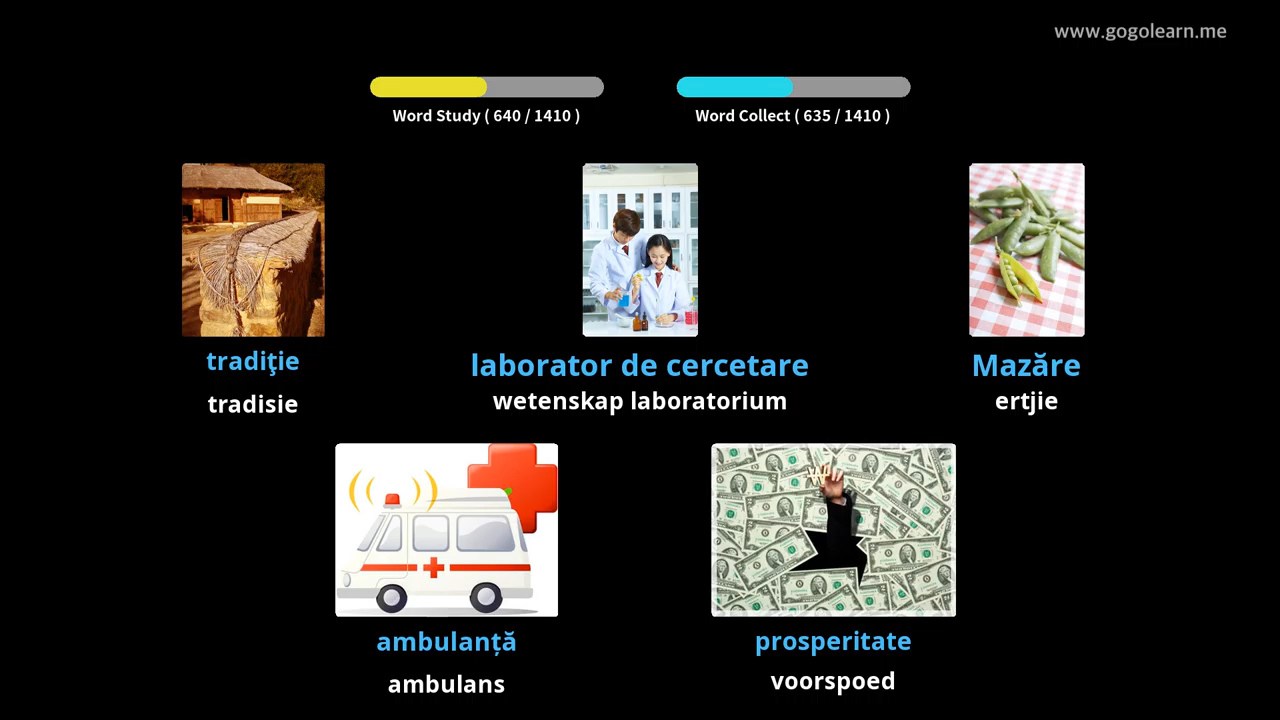 www.gogolearn.me
Word Study ( 640 / 1410 )
Word Collect ( 635 / 1410 )
tradiţie
tradisie
laborator de cercetare
wetenskap laboratorium
Mazăre
ertjie
ambulanță
ambulans
prosperitate
voorspoed